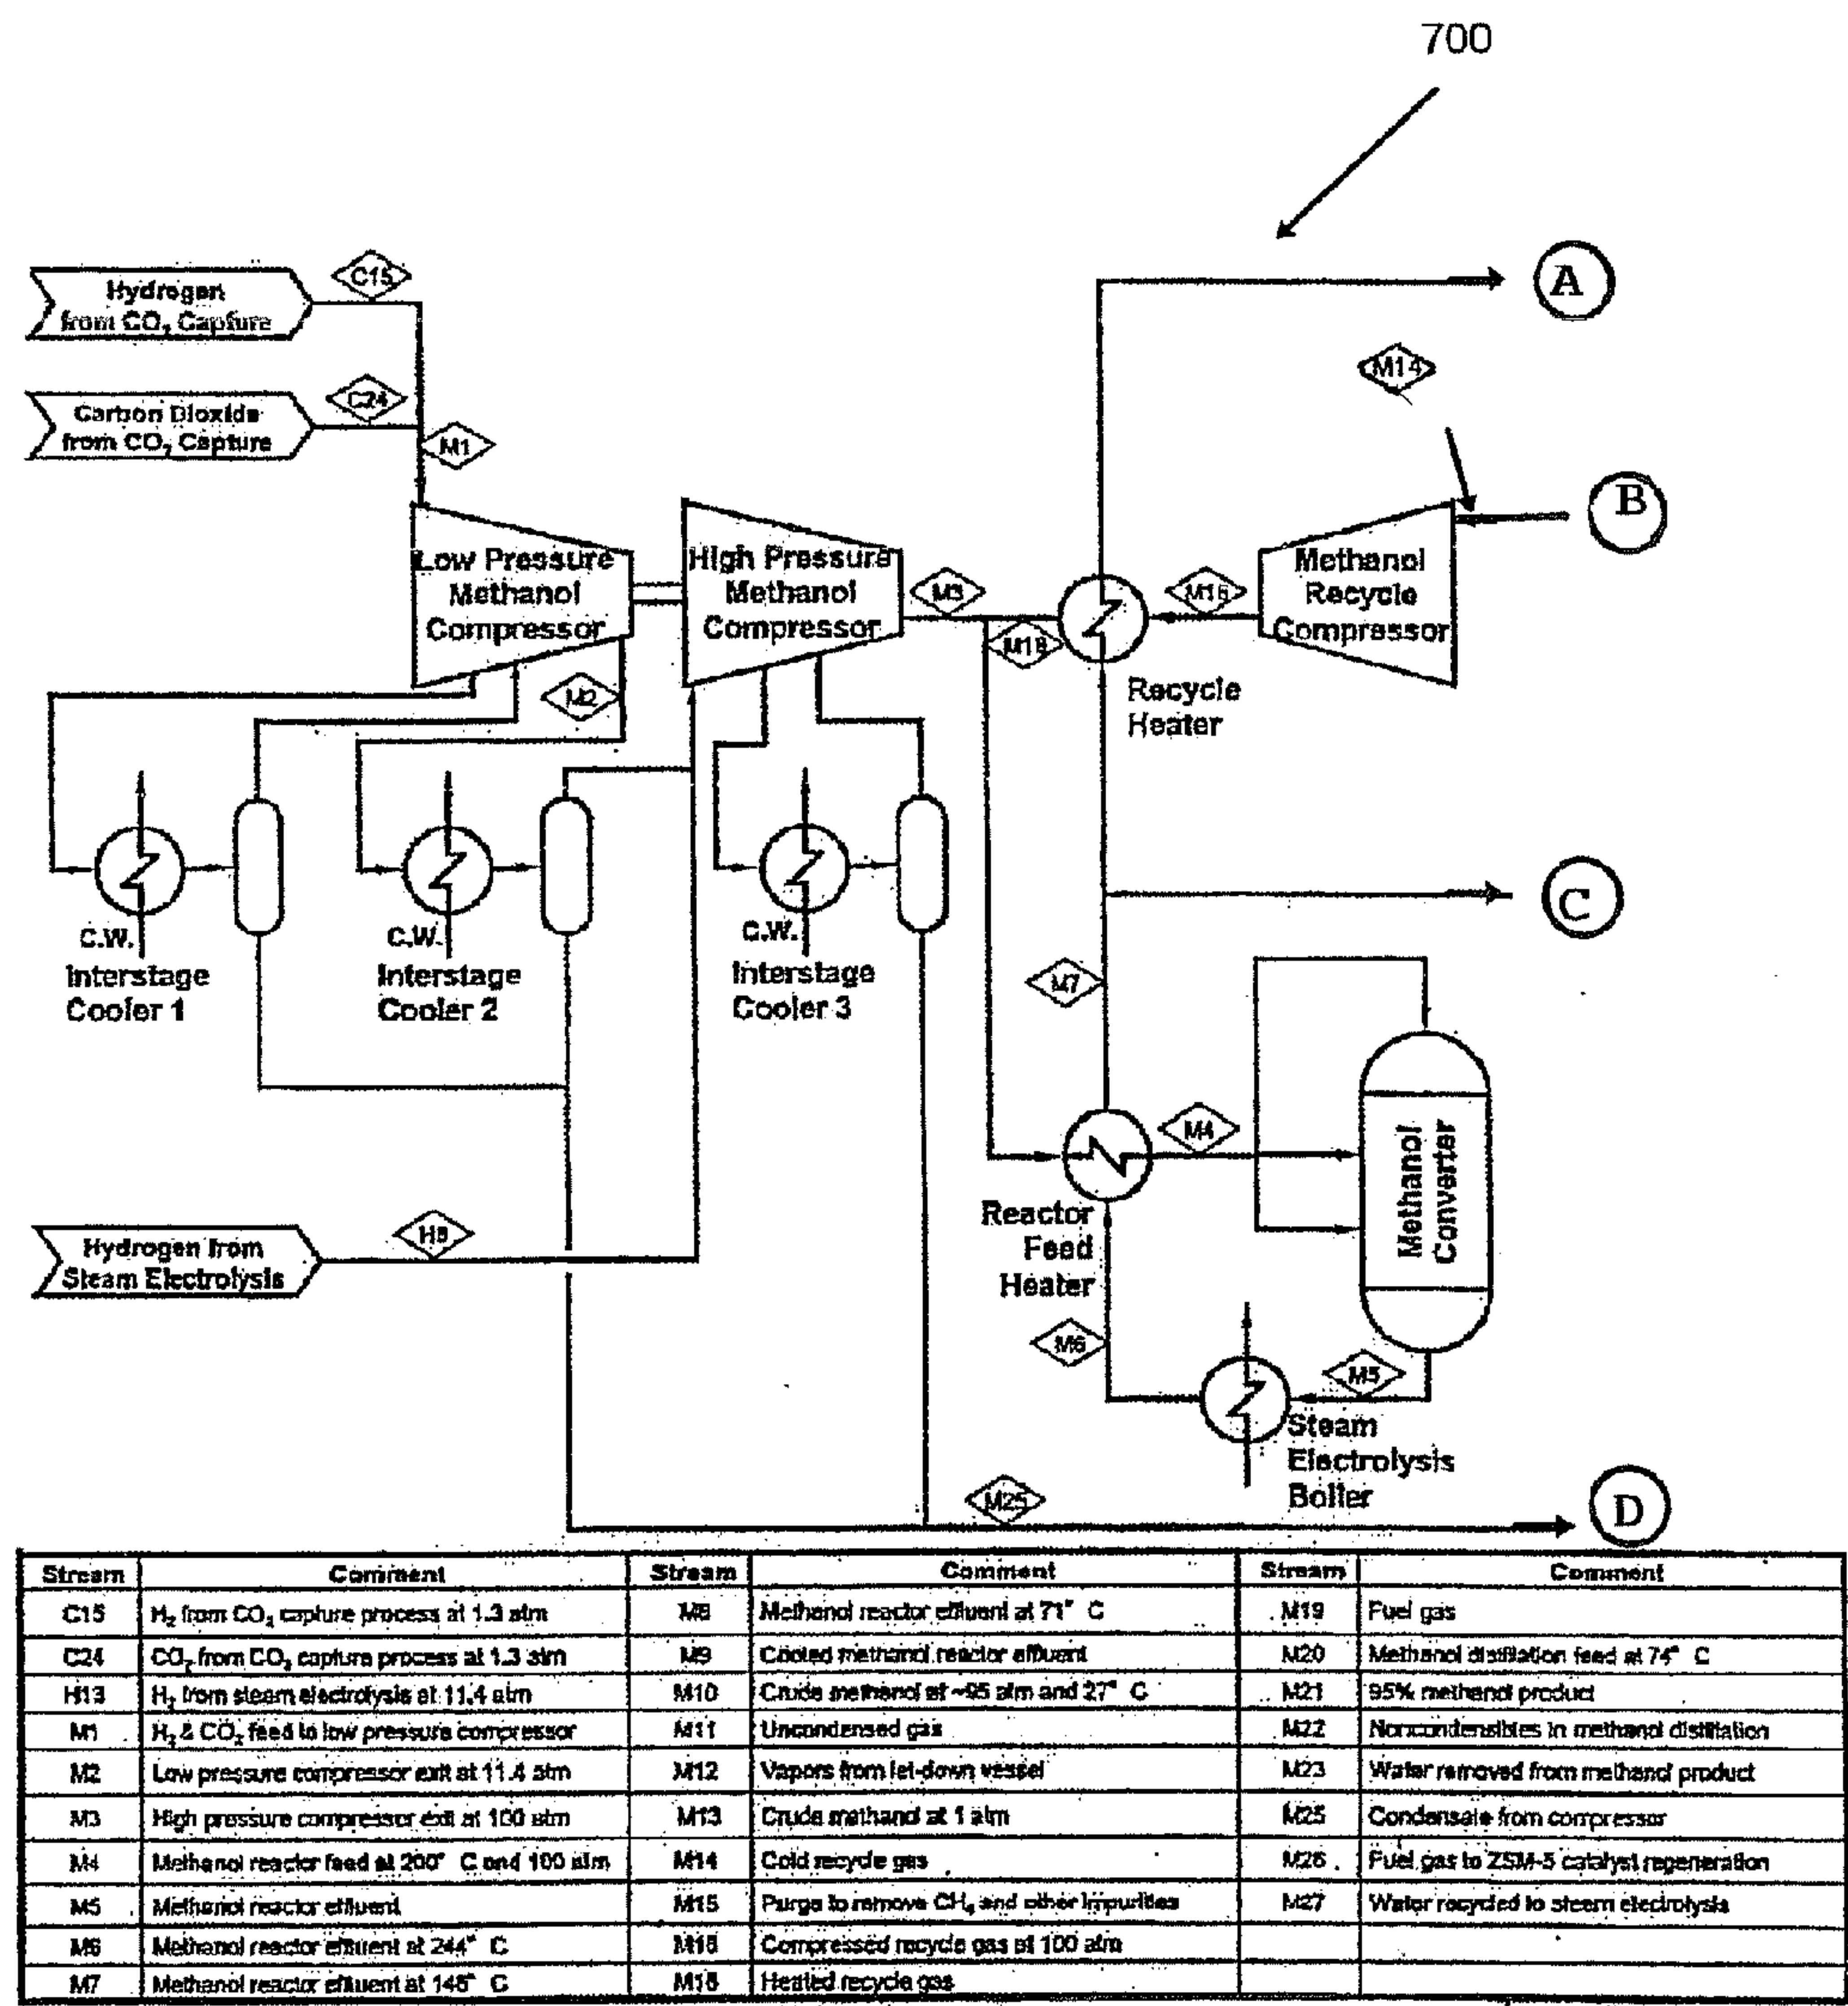 700
Hydrogen
from CO₂ Capture
C15
A
M14
Carbon Dioxide
from CO₂ Capture
C24
M1
B
Low Pressure
Methanol
Compressor
High Pressure
Methanol
Compressor
M3
M18
M16
Methanol
Recycle
Compressor
M2
Recycle
Heater
C.W.
Interstage
Cooler 1
C.W.
Interstage
Cooler 2
C.W.
Interstage
Cooler 3
C
M7
M4
Methanol
Converter
Reactor
Feed
Heater
Hydrogen from
Steam Electrolysis
M6
M5
Steam
Electrolysis
Boiler
M25
D
Stream Comment Stream Comment Stream Comment
C15 H₂ from CO₂ capture process at 1.3 atm M8 Methanol reactor effluent at 71° C M19 Fuel gas
C24 CO₂ from CO₂ capture process at 1.3 atm M9 Cooled methanol reactor effluent M20 Methanol distillation feed at 74° C
H13 H₂ from steam electrolysis at 11.4 atm M10 Crude methanol at ~95 atm and 27° C M21 95% methanol product
M1 H₂ & CO₂ feed to low pressure compressor M11 Uncondensed gas M22 Noncondensibles in methanol distillation
M2 Low pressure compressor exit at 11.4 atm M12 Vapors from let-down vessel M23 Water removed from methanol product
M3 High pressure compressor exit at 100 atm M13 Crude methanol at 1 atm M25 Condensate from compressor
M4 Methanol reactor feed at 200° C and 100 atm M14 Cold recycle gas M26 Fuel gas to ZSM-5 catalyst regeneration
M5 Methanol reactor effluent M15 Purge to remove CH₄ and other impurities M27 Water recycled to steam electrolysis
M6 Methanol reactor effluent at 244° C Compressed recycle gas at 100 atm
M7 Methanol reactor effluent at C M18 Heated recycle gas